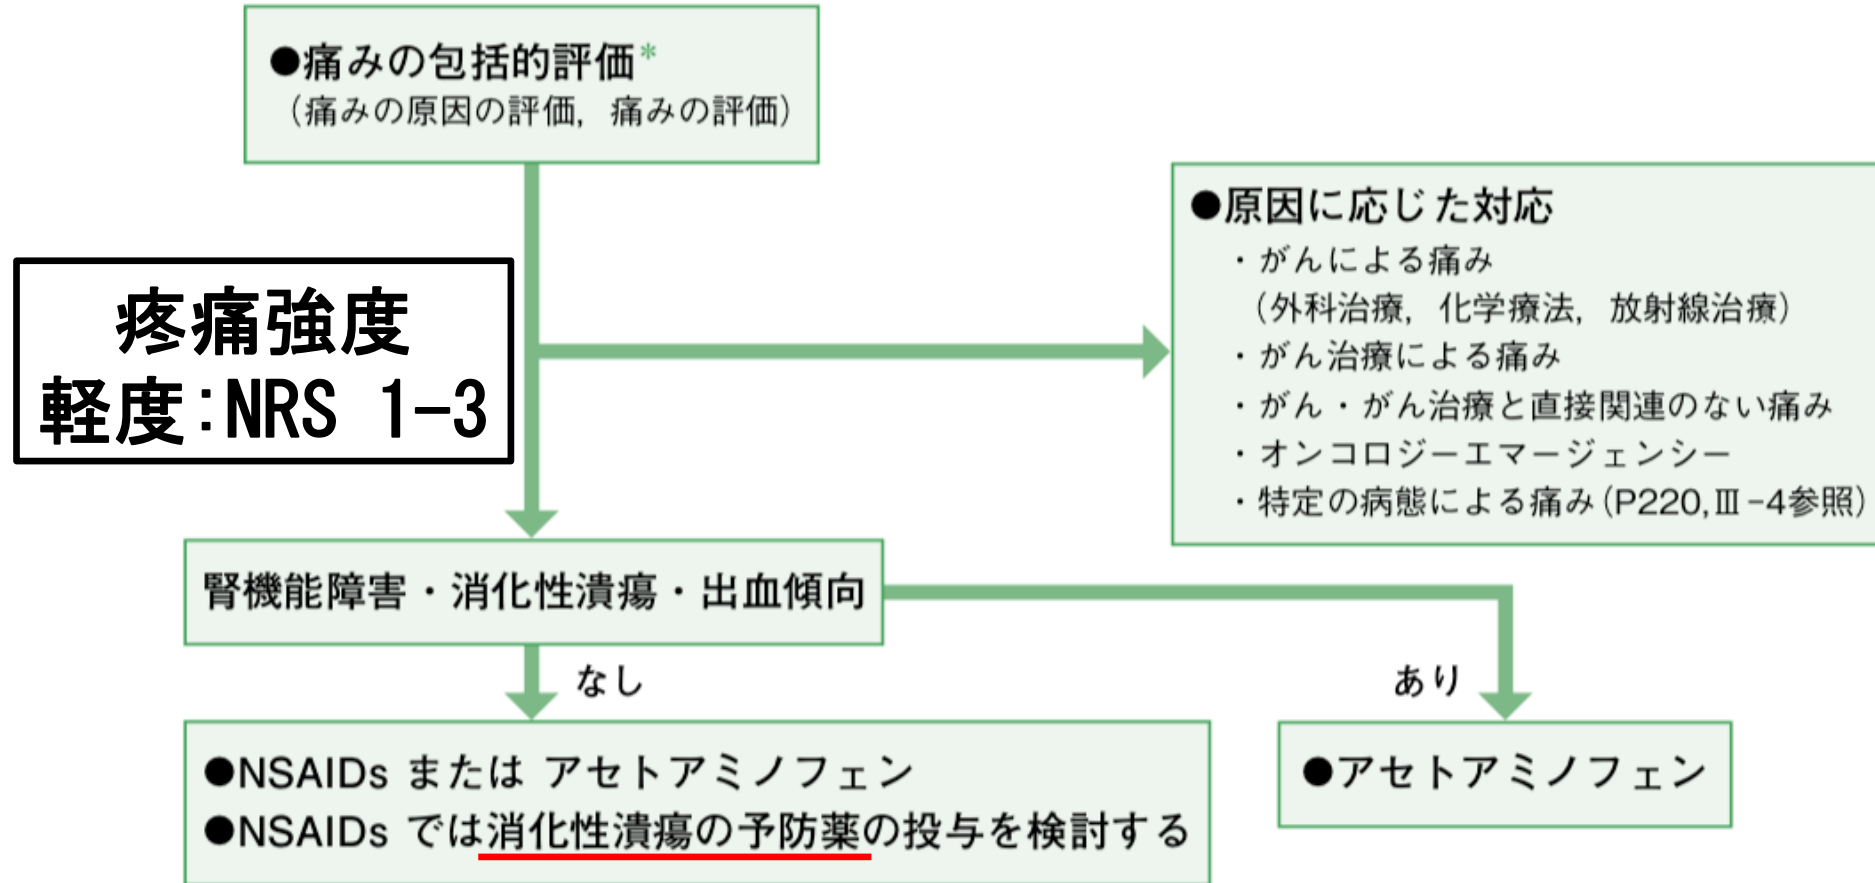 ●痛みの包括的評価*
（痛みの原因の評価，痛みの評価）
疼痛強度
軽度:NRS 1-3
●原因に応じた対応
・がんによる痛み
（外科治療，化学療法，放射線治療）
・がん治療による痛み
・がん・がん治療と直接関連のない痛み
・オンコロジーエマージェンシー
・特定の病態による痛み（P220,Ⅲ-4参照）
腎機能障害・消化性潰瘍・出血傾向
なし
あり
●NSAIDs または アセトアミノフェン
●NSAIDs では消化性潰瘍の予防薬の投与を検討する
●アセトアミノフェン